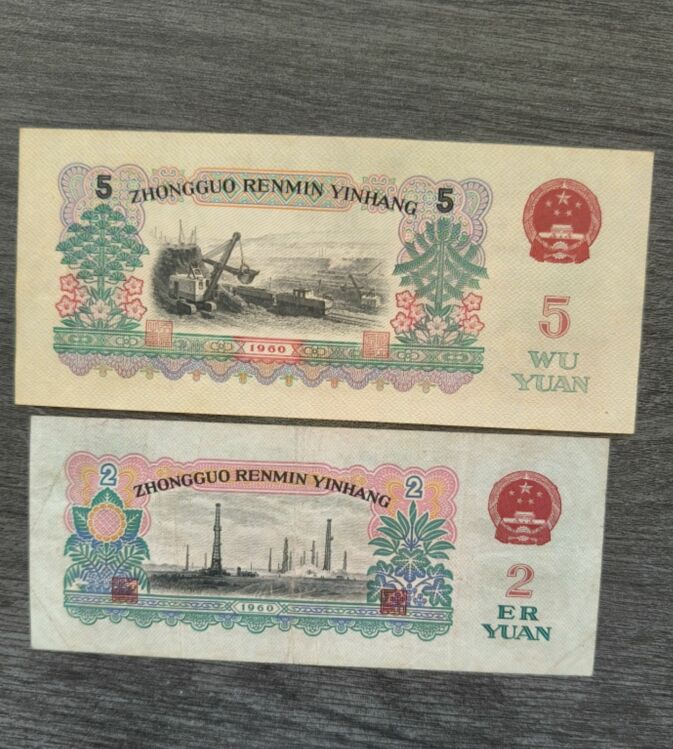 5 ZHONGGUO RENMIN YINHANG 5
1960
5
WU
YUAN
2 ZHONGGUO RENMIN YINHANG 2
1960
2
ER
YUAN